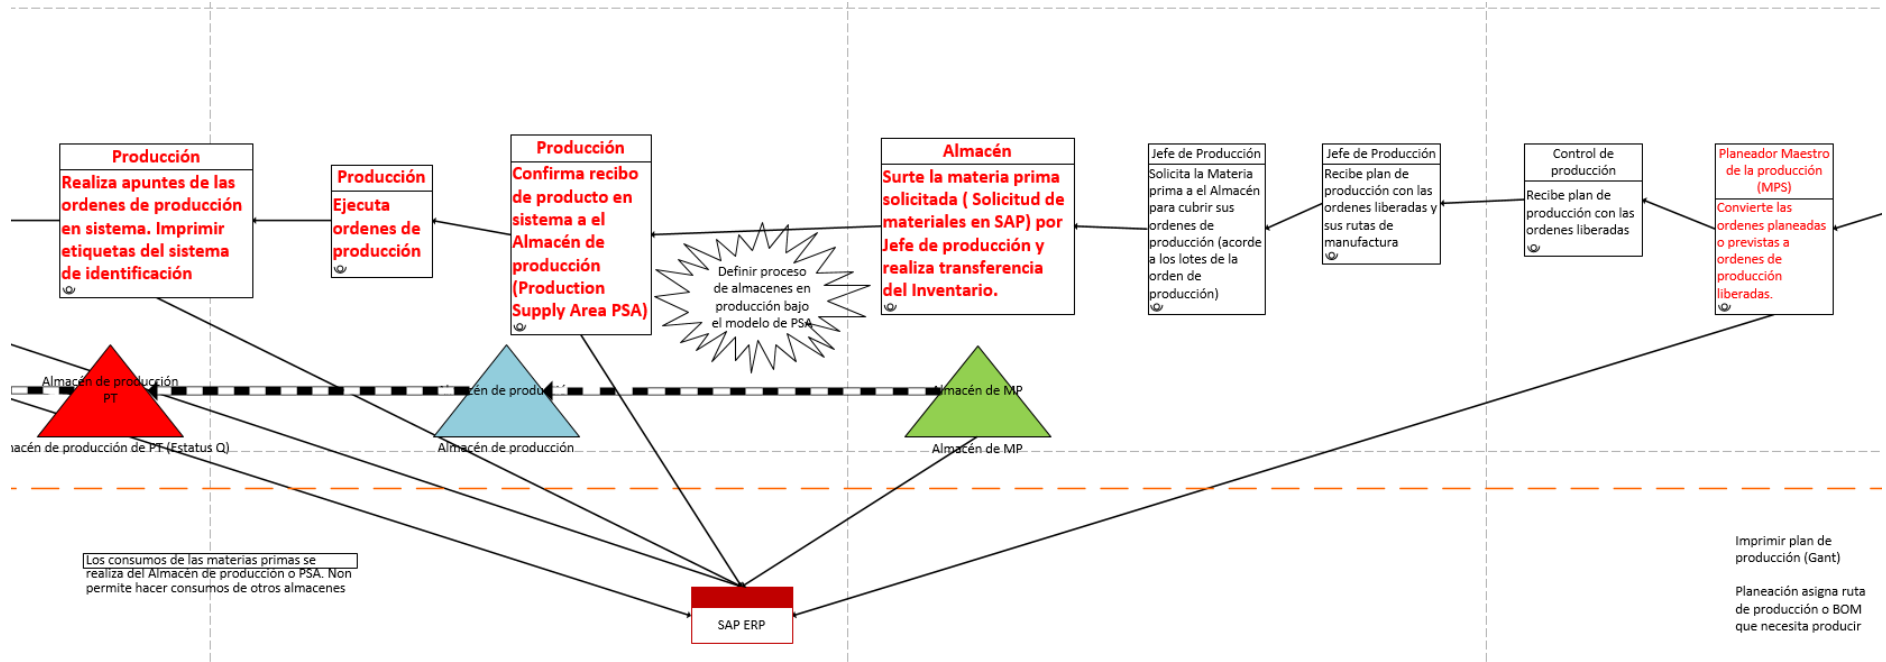 Producción
Realiza apuntes de las
ordenes de producción
en sistema. Imprimir
etiquetas del sistema
de identificación
Producción
Ejecuta
ordenes de
producción
Producción
Confirma recibo
de producto en
sistema a el
Almacén de
producción
(Production
Supply Area PSA)
Definir proceso
de almacenes en
producción bajo
el modelo de PSA
Almacén
Surte la materia prima
solicitada ( Solicitud de
materiales en SAP) por
Jefe de producción y
realiza transferencia
del Inventario.
Jefe de Producción
Solicita la Materia
prima a el Almacén
para cubrir sus
ordenes de
producción (acorde
a los lotes de la
orden de
producción)
Jefe de Producción
Recibe plan de
producción con las
ordenes liberadas y
sus rutas de
manufactura
Control de
producción
Recibe plan de
producción con las
ordenes liberadas
Planeador Maestro
de la producción
(MPS)
Convierte las
ordenes planeadas
o previstas a
ordenes de
producción
liberadas.
Almacén de producción
PT
macén de producción de PT (Estatus Q)
Almacén de producción
Almacén de producción
Almacén de MP
Almacén de MP
Los consumos de las materias primas se
realiza del Almacén de producción o PSA. Non
permite hacer consumos de otros almacenes
SAP ERP
Imprimir plan de
producción (Gant)
Planeación asigna ruta
de producción o BOM
que necesita producir